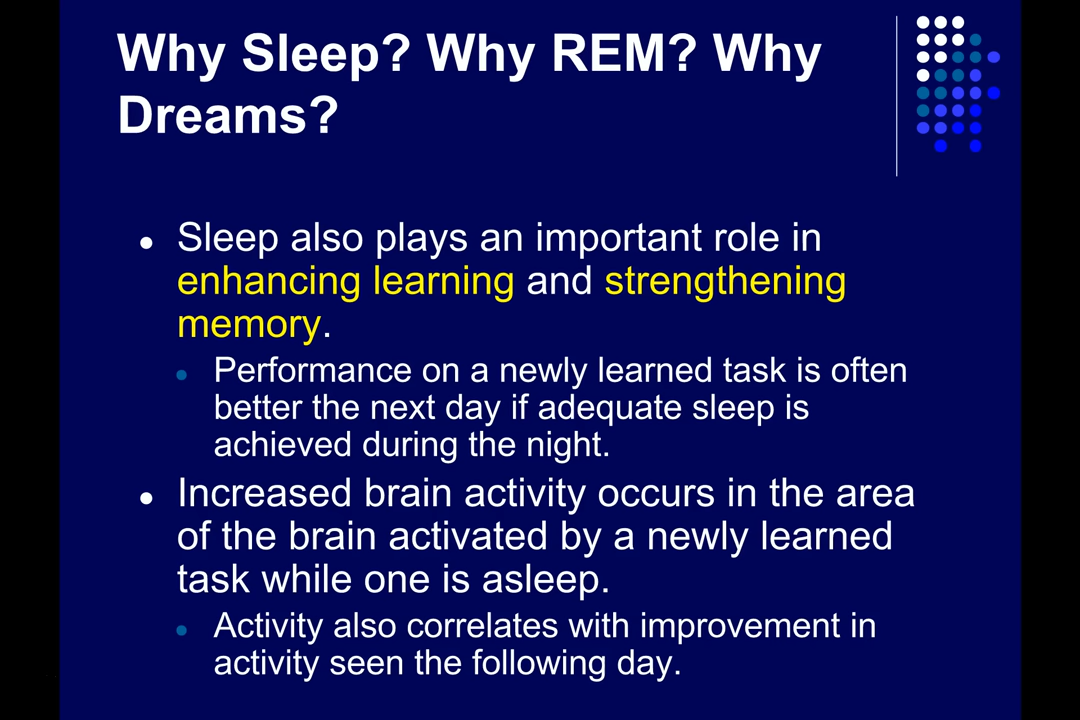 Why Sleep? Why REM? Why
Dreams?
Sleep also plays an important role in
enhancing learning and strengthening
memory.
Performance on a newly learned task is often
better the next day if adequate sleep is
achieved during the night.
Increased brain activity occurs in the area
of the brain activated by a newly learned
task while one is asleep.
Activity also correlates with improvement in
activity seen the following day.